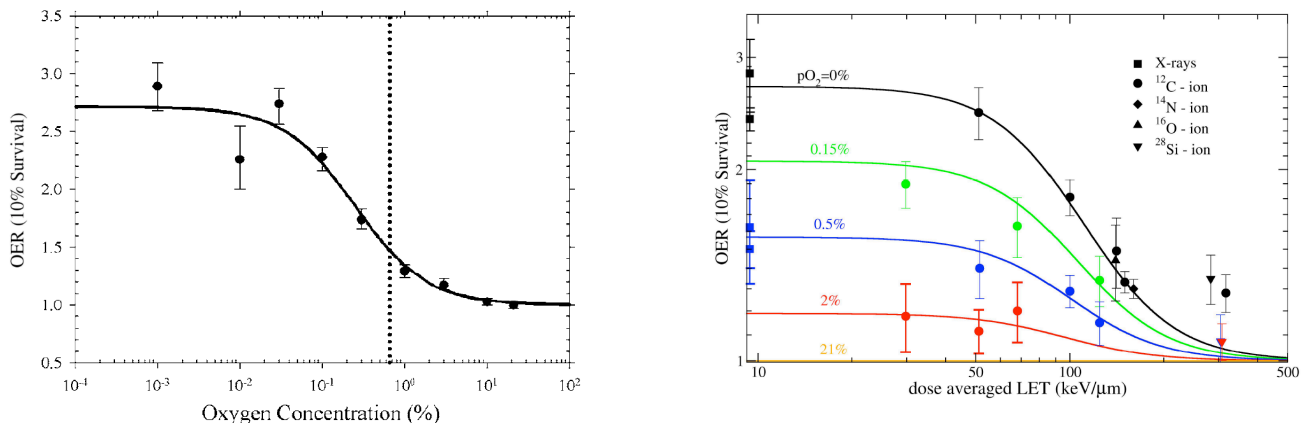 3.5
3.0
2.5
2.0
1.5
1.0
0.5
OER (10% Survival)
10⁻⁴
10⁻³
10⁻²
10⁻¹
10⁰
10¹
10²
Oxygen Concentration (%)
3
2
1
OER (10% Survival)
pO₂=0%
0.15%
0.5%
2%
21%
X-rays
¹²C - ion
¹⁴N - ion
¹⁶O - ion
²⁸Si - ion
10
50
100
500
dose averaged LET (keV/μm)